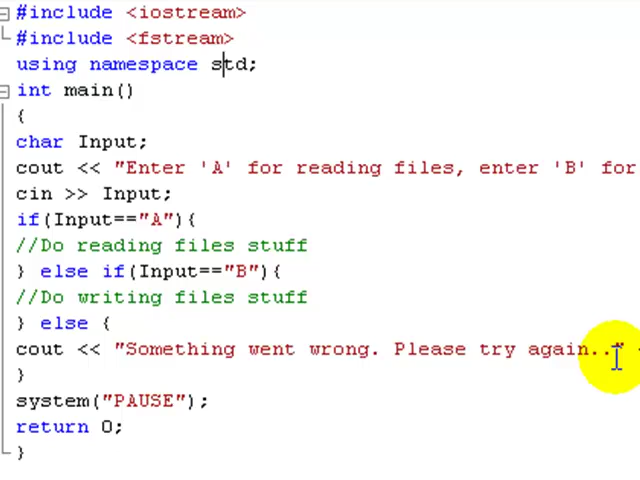 #include <iostream>
#include <fstream>
using namespace std;
int main()
{
char Input;
cout << "Enter 'A' for reading files, enter 'B' for
cin >> Input;
if(Input=="A"){
//Do reading files stuff
} else if(Input=="B"){
//Do writing files stuff
} else {
cout << "Something went wrong. Please try again.."
}
system("PAUSE");
return 0;
}